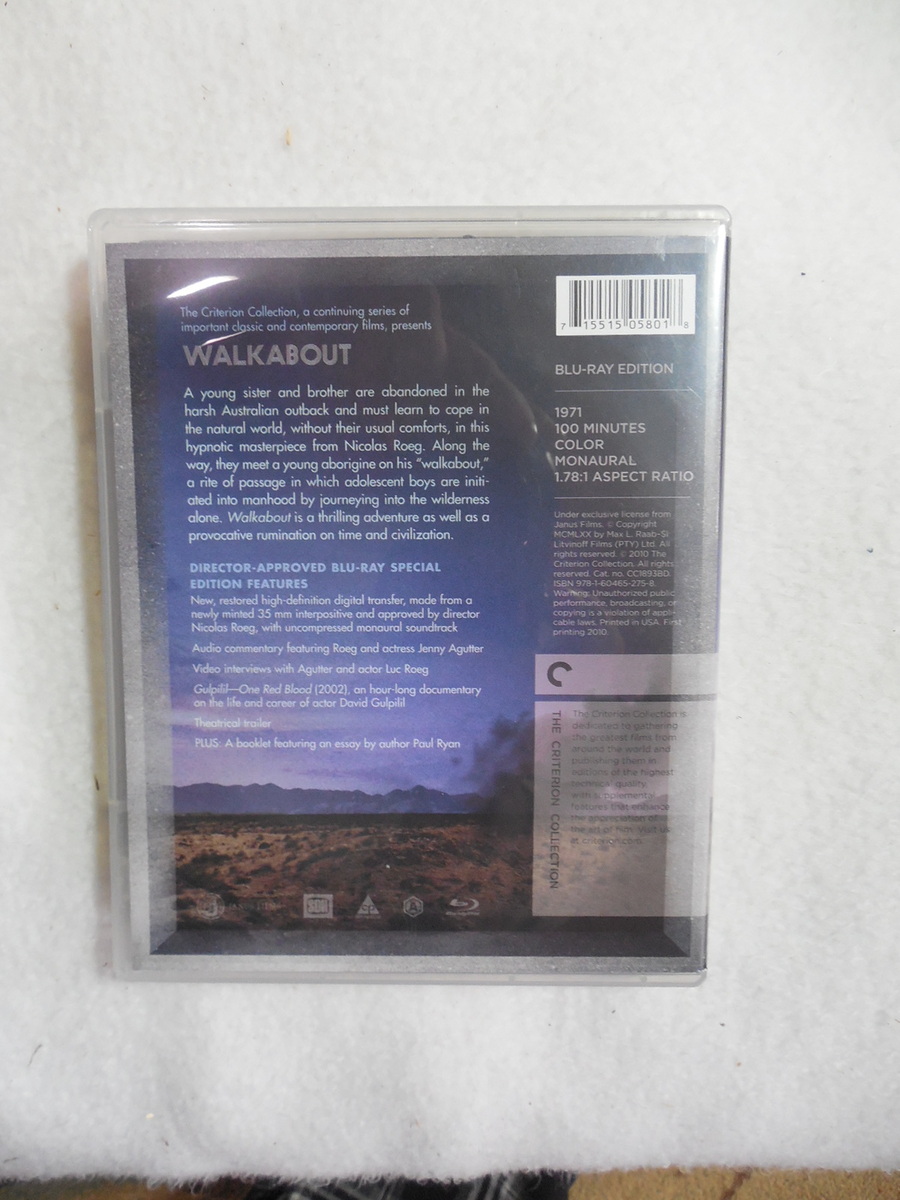 The Criterion Collection, a continuing series of
important classic and contemporary films, presents
WALKABOUT
A young sister and brother are abandoned in the
harsh Australian outback and must learn to cope in
the natural world, without their usual comforts, in this
hypnotic masterpiece from Nicolas Roeg. Along the
way, they meet a young aborigine on his "walkabout,"
a rite of passage in which adolescent boys are initi-
ated into manhood by journeying into the wilderness
alone. Walkabout is a thrilling adventure as well as a
provocative rumination on time and civilization.
DIRECTOR-APPROVED BLU-RAY SPECIAL
EDITION FEATURES
New, restored high-definition digital transfer, made from a
newly minted 35 mm interpositive and approved by director
Nicolas Roeg, with uncompressed monaural soundtrack
Audio commentary featuring Roeg and actress Jenny Agutter
Video interviews with Agutter and actor Luc Roeg
Gulpilil—One Red Blood (2002), an hour-long documentary
on the life and career of actor David Gulpilil
Theatrical trailer
PLUS: A booklet featuring an essay by author Paul Ryan
7 15515 05801 8
BLU-RAY EDITION
1971
100 MINUTES
COLOR
MONAURAL
1.78:1 ASPECT RATIO
Under exclusive license from
Janus Films. © Copyright
MCMLXX by Max L. Raab-Si
Litvinoff Films (PTY) Ltd. All
rights reserved. © 2010 The
Criterion Collection. All rights
reserved. Cat. no. CC1893BD.
ISBN 978-1-60465-275-8.
Warning: Unauthorized public
performance, broadcasting, or
copying is a violation of appli-
cable laws. Printed in USA. First
printing 2010.
THE CRITERION COLLECTION
The Criterion Collection is
dedicated to gathering
the greatest films from
around the world and
publishing them in
editions of the highest
technical quality,
with supplemental
features that enhance
the appreciation of
the art of film. Visit us
at criterion.com.
JANUS FILMS
Blu-ray Disc